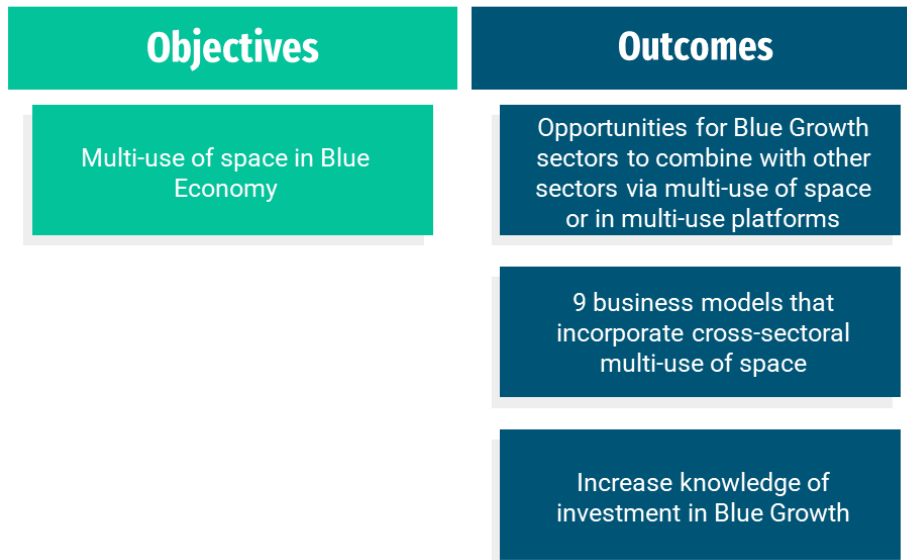 Objectives
Outcomes
Multi-use of space in Blue
Economy
Opportunities for Blue Growth
sectors to combine with other
sectors via multi-use of space
or in multi-use platforms
9 business models that
incorporate cross-sectoral
multi-use of space
Increase knowledge of
investment in Blue Growth